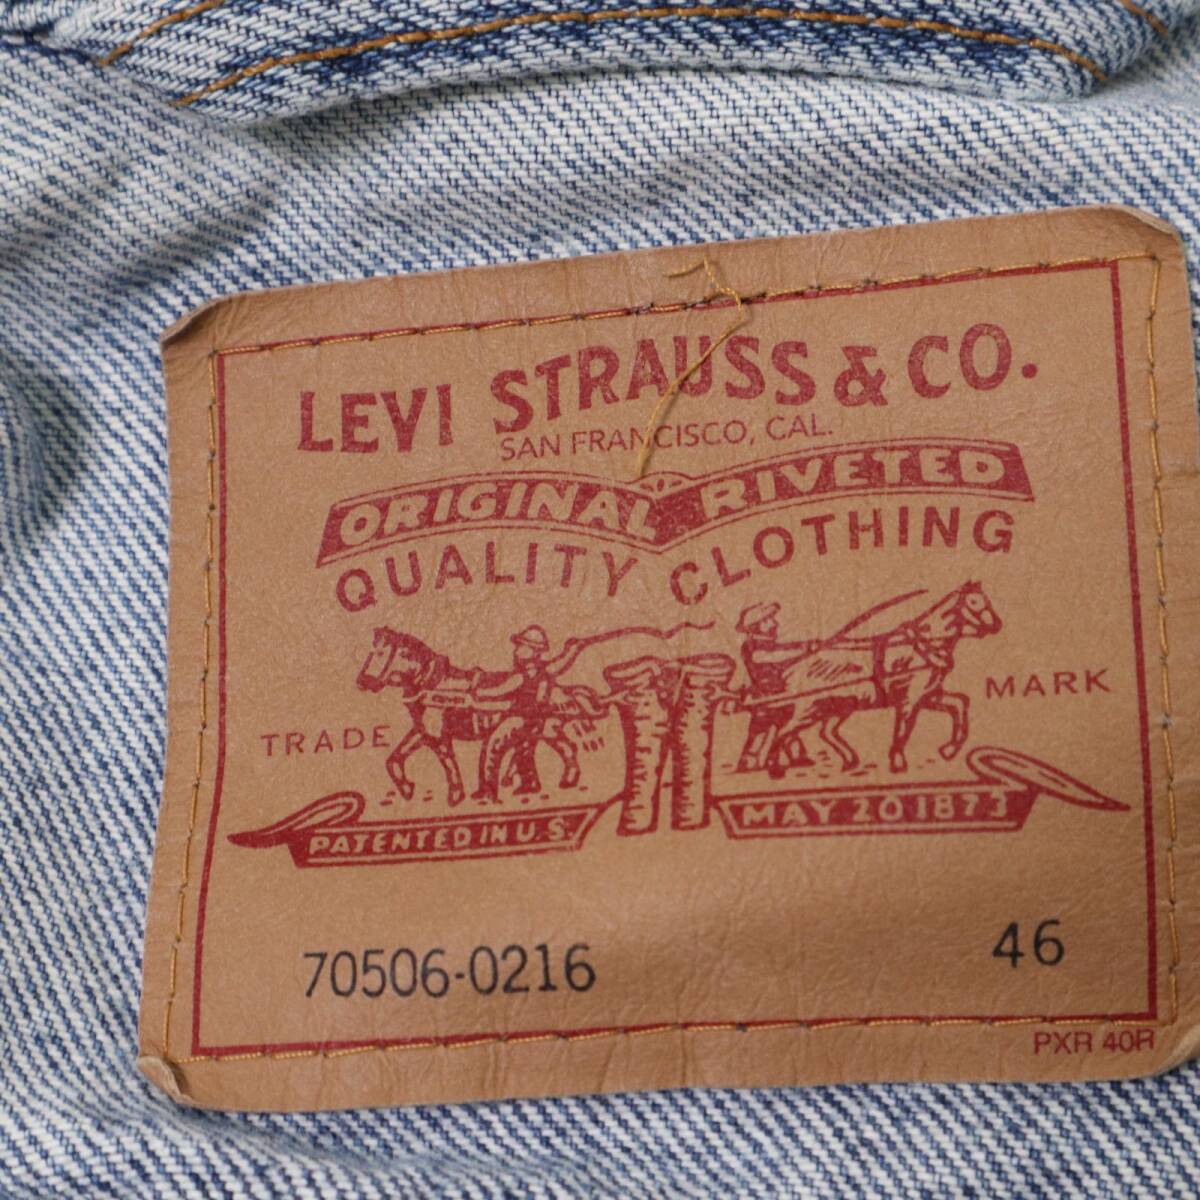 LEVI STRAUSS & CO.
SAN FRANCISCO, CAL.
ORIGINAL RIVETED
QUALITY CLOTHING
TRADE MARK
PATENTED IN U.S. MAY 20 1873
70506-0216 46
PXR 40R